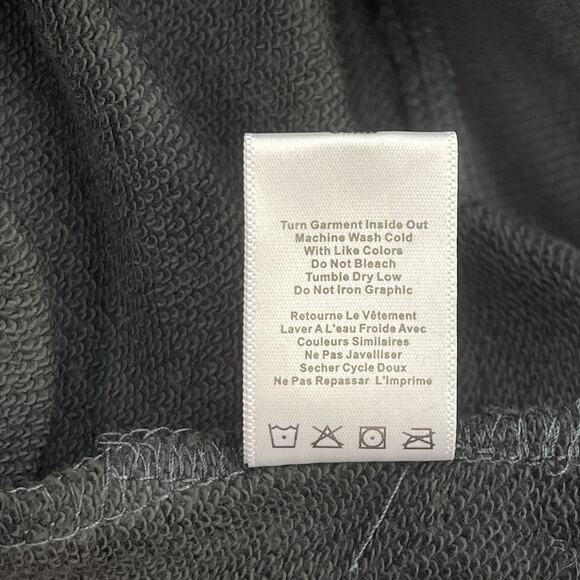 Turn Garment Inside Out
Machine Wash Cold
With Like Colors
Do Not Bleach
Tumble Dry Low
Do Not Iron Graphic
Retourne Le Vêtement
Laver A L'eau Froide Avec
Couleurs Similaires
Ne Pas Javelliser
Secher Cycle Doux
Ne Pas Repassar L'Imprime